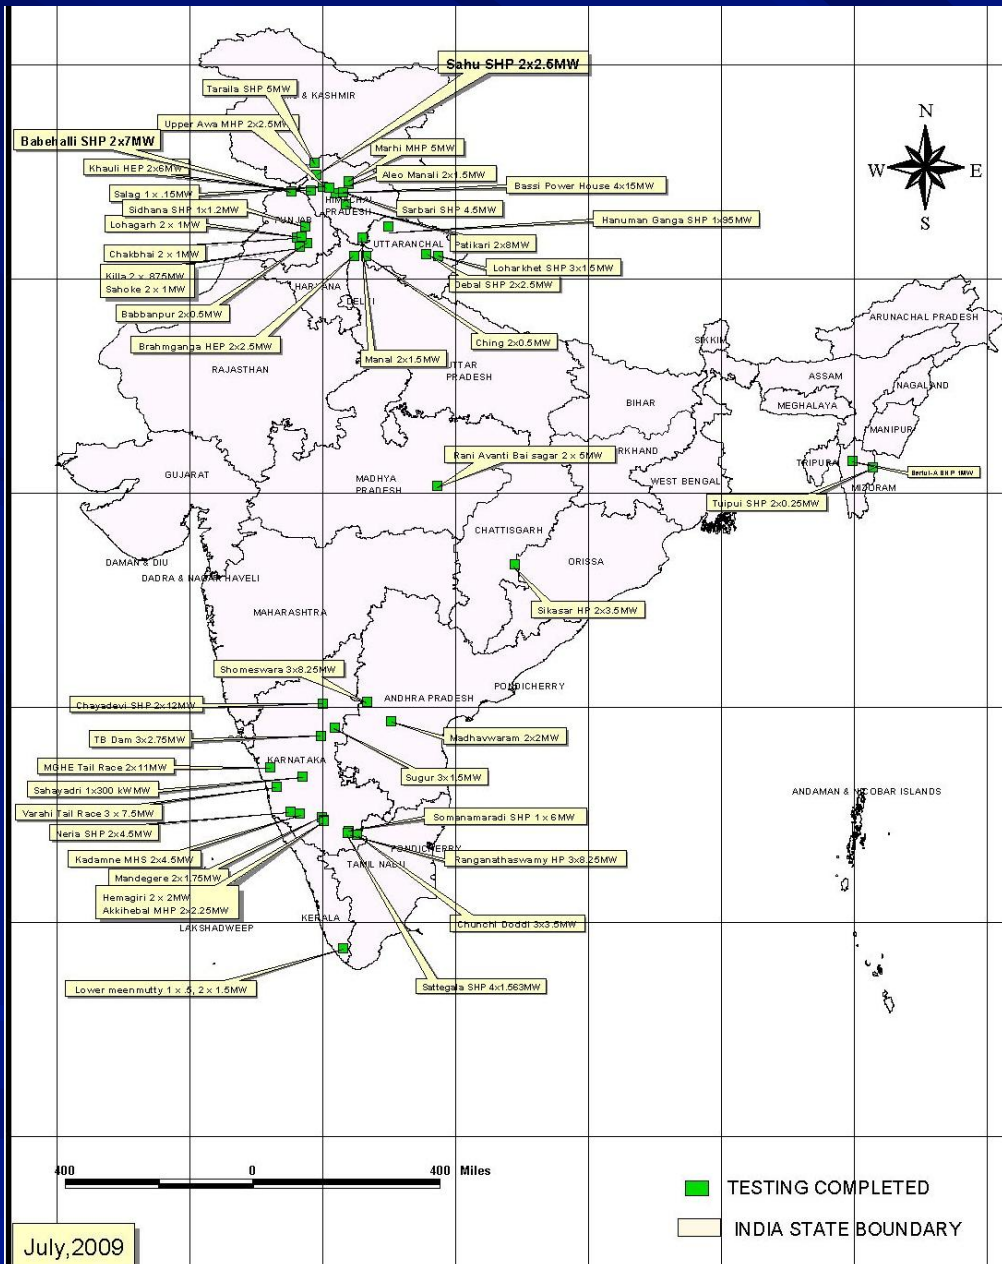 Sahu SHP 2x2.5MW
Taraila SHP 5MW
& KASHMIR
Upper Awa MHP 2x2.5M
Babehalli SHP 2x7MW
Marhi MHP 5MW
Khauli HEP 2x6MW
Aleo Manali 2x1.5MW
Bassi Power House 4x15MW
Salag 1 x .15MW
HIMACHAL
PRADESH
Sidhana SHP 1x1.2MW
Sarbari SHP 4.5MW
Lohagarh 2 x 1MW
PUNJAB
Hanuman Ganga SHP 1x95MW
Chakbhai 2 x 1MW
UTTARANCHAL
Patikari 2x8MW
Killa 2 x .875MW
Sahoke 2 x 1MW
Loharkhet SHP 3x1.5MW
Debal SHP 2x2.5MW
HARYANA
DELHI
Babbanpur 2x0.5MW
Brahmganga HEP 2x2.5MW
Manal 2x1.5MW
Ching 2x0.5MW
RAJASTHAN
UTTAR
PRADESH
SIKKIM
ARUNACHAL PRADESH
ASSAM
NAGALAND
MEGHALAYA
BIHAR
MANIPUR
Rani Avanti Bai sagar 2 x 5MW
RKHAND
TRIPURA
GUJARAT
MADHYA
PRADESH
WEST BENGAL
SHP 1MW
MIZORAM
Tuipui SHP 2x0.25MW
CHATTISGARH
ORISSA
DAMAN & DIU
DADRA & NAGAR HAVELI
MAHARASHTRA
Sikasar HP 2x3.5MW
Shomeswara 3x8.25MW
PONDICHERRY
ANDHRA PRADESH
Chayadevi SHP 2x12MW
TB Dam 3x2.75MW
Madhavwaram 2x2MW
MGHE Tail Race 2x11MW
KARNATAKA
Sugur 3x1.5MW
Sahayadri 1x300 kWMW
ANDAMAN & NICOBAR ISLANDS
Varahi Tail Race 3 x 7.5MW
Somanamaradi SHP 1 x 6MW
Neria SHP 2x4.5MW
PONDICHERRY
Kadamne MHS 2x4.5MW
TAMIL NADU
Ranganathaswamy HP 3x8.25MW
Mandegere 2x1.75MW
Hemagiri 2 x 2MW
Akkihebal MHP 2x2.25MW
KERALA
Chunchi Doddi 3x3.5MW
LAKSHADWEEP
Lower meenmutty 1 x .5, 2 x 1.5MW
Sattegala SHP 4x1.563MW
N
W E
S
400 0 400 Miles
TESTING COMPLETED
INDIA STATE BOUNDARY
July,2009